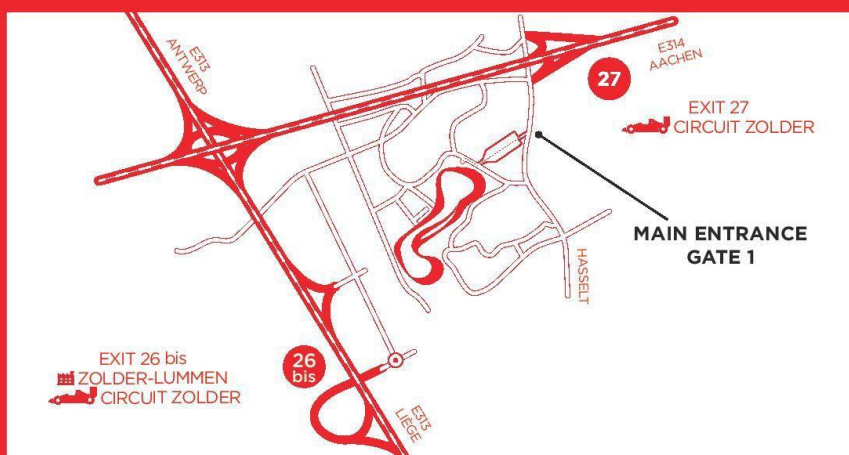 E313
ANTWERP
E314
AACHEN
27
EXIT 27
CIRCUIT ZOLDER
MAIN ENTRANCE
GATE 1
HASSELT
EXIT 26 bis
ZOLDER-LUMMEN
CIRCUIT ZOLDER
26
bis
E313
LIÈGE